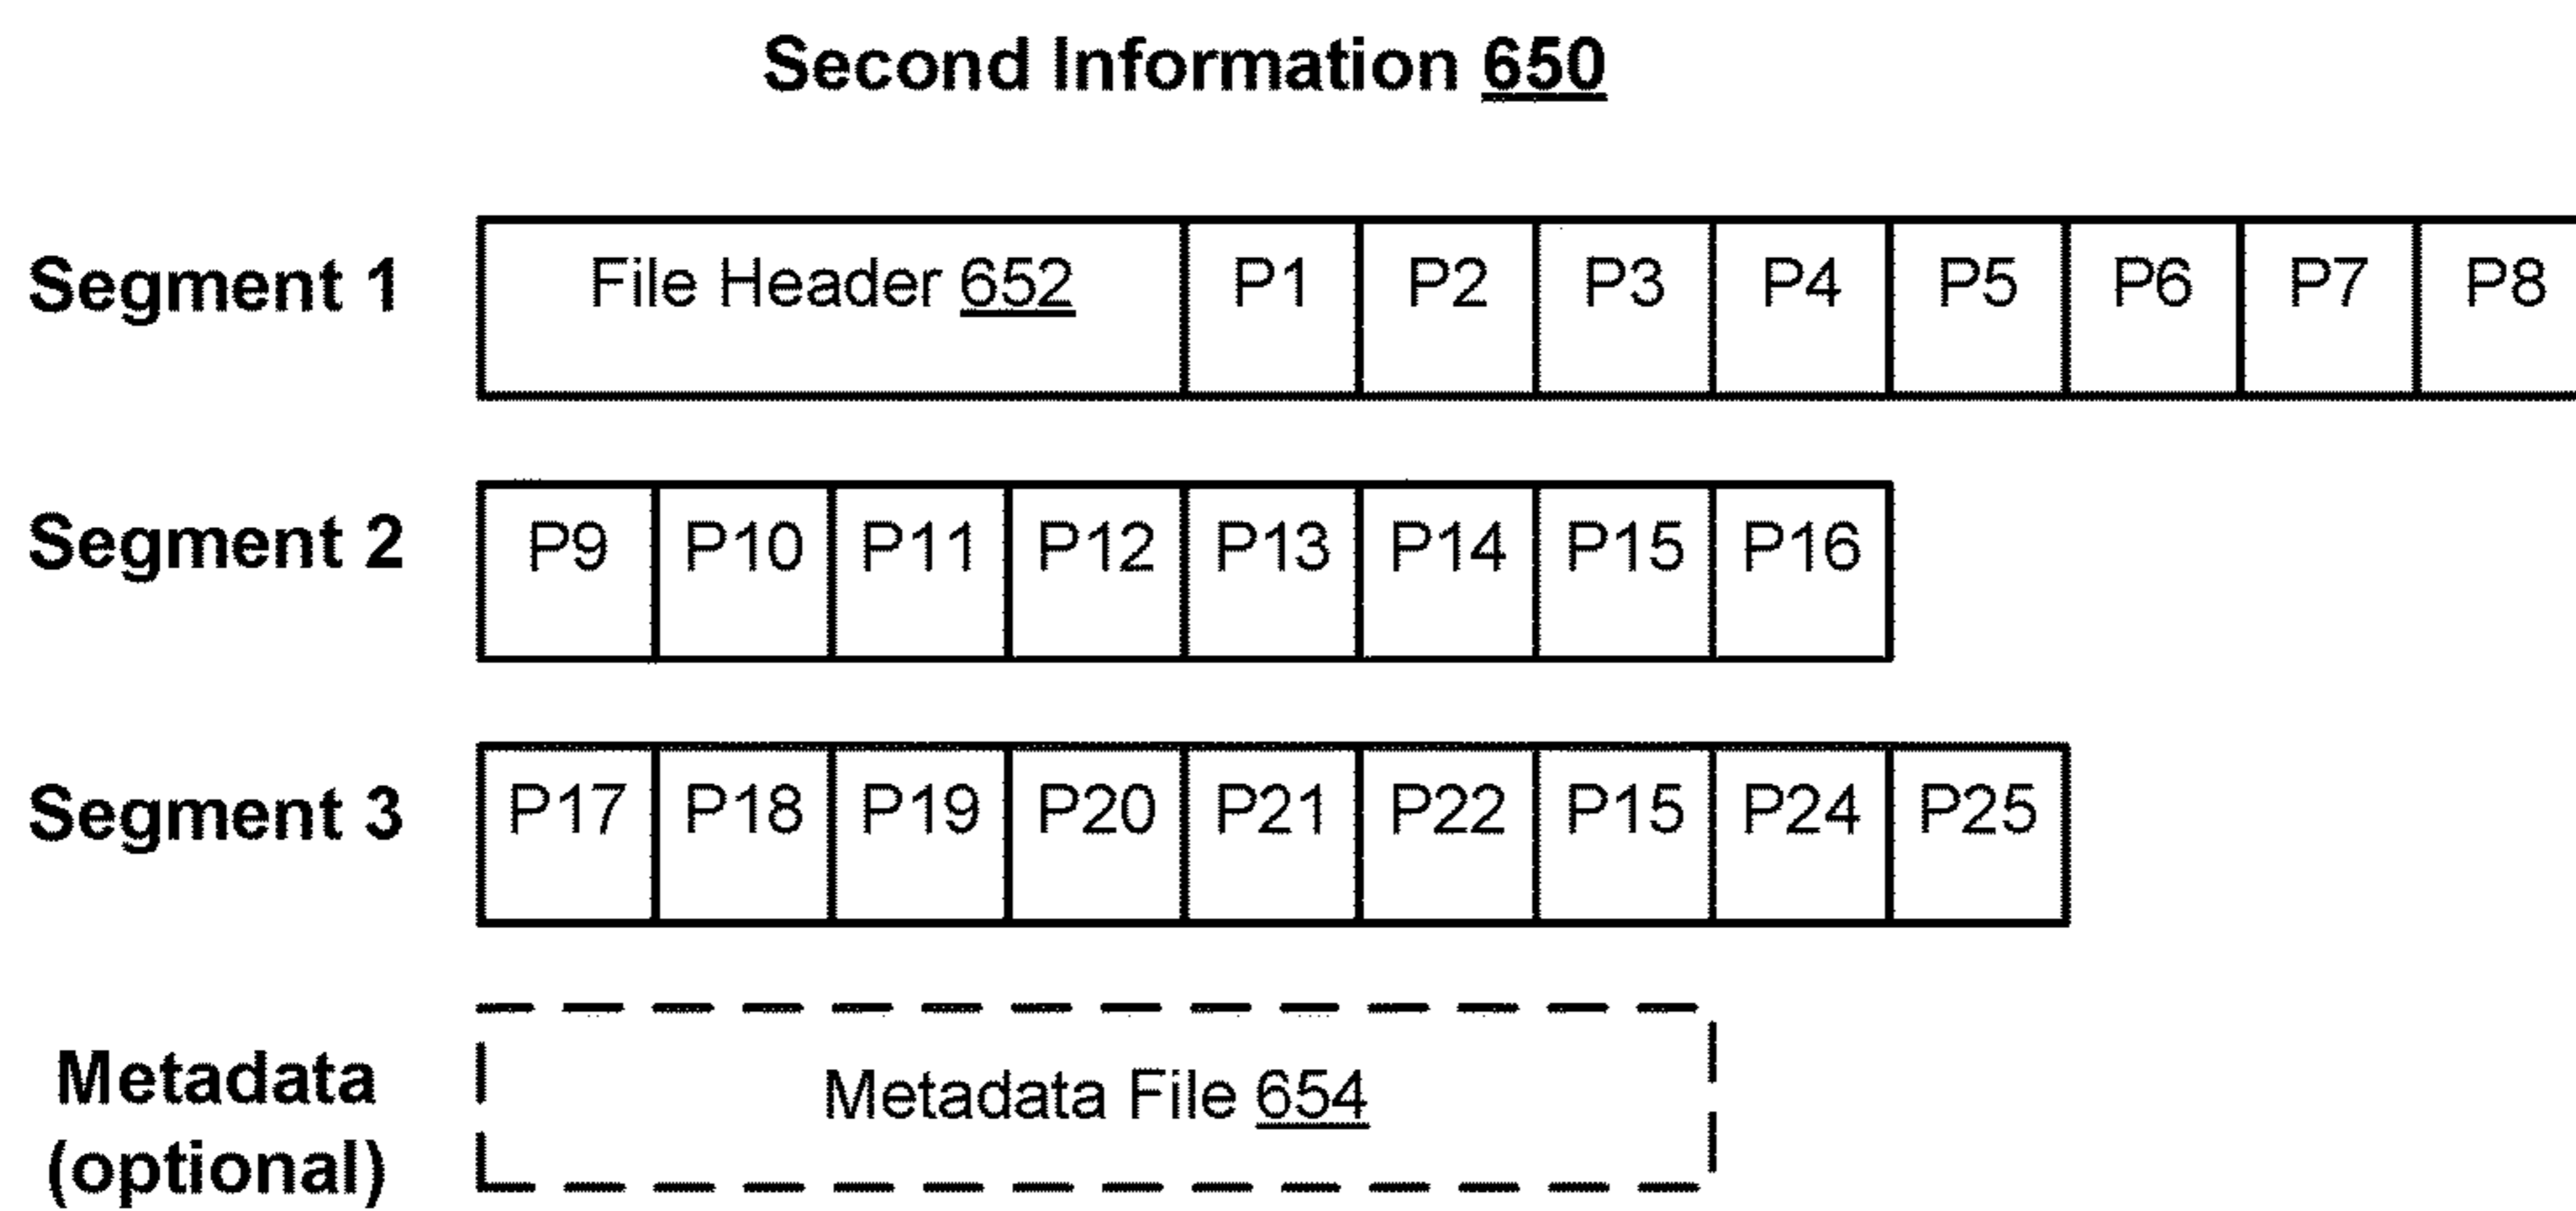 Second Information 650
Segment 1 File Header 652 P1 P2 P3 P4 P5 P6 P7 P8
Segment 2 P9 P10 P11 P12 P13 P14 P15 P16
Segment 3 P17 P18 P19 P20 P21 P22 P15 P24 P25
Metadata
(optional)
Metadata File 654